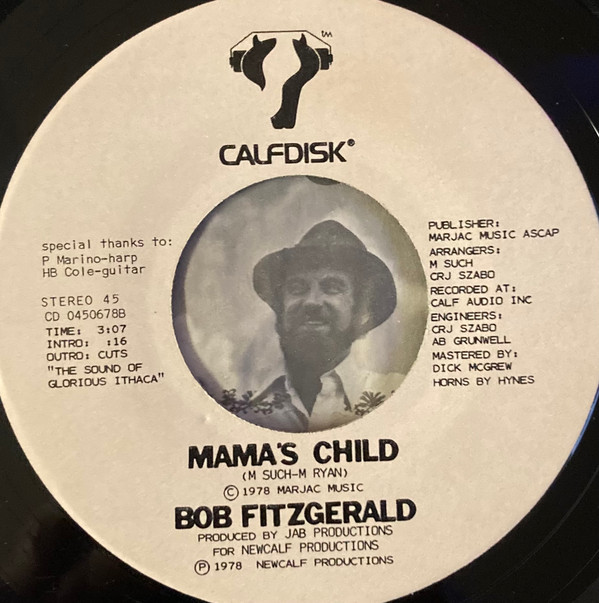 TM
CALFDISK®
special thanks to:
P Marino-harp
HB Cole-guitar
STEREO 45
CD 0450678B
TIME: 3:07
INTRO: :16
OUTRO: CUTS
"THE SOUND OF
GLORIOUS ITHACA"
PUBLISHER:
MARJAC MUSIC ASCAP
ARRANGERS:
M SUCH
CRJ SZABO
RECORDED AT:
CALF AUDIO INC
ENGINEERS:
CRJ SZABO
AB GRUNWELL
MASTERED BY:
DICK MCGREW
HORNS BY HYNES
MAMA'S CHILD
(M SUCH-M RYAN)
© 1978 MARJAC MUSIC
BOB FITZGERALD
PRODUCED BY JAB PRODUCTIONS
FOR NEWCALF PRODUCTIONS
℗ 1978 NEWCALF PRODUCTIONS